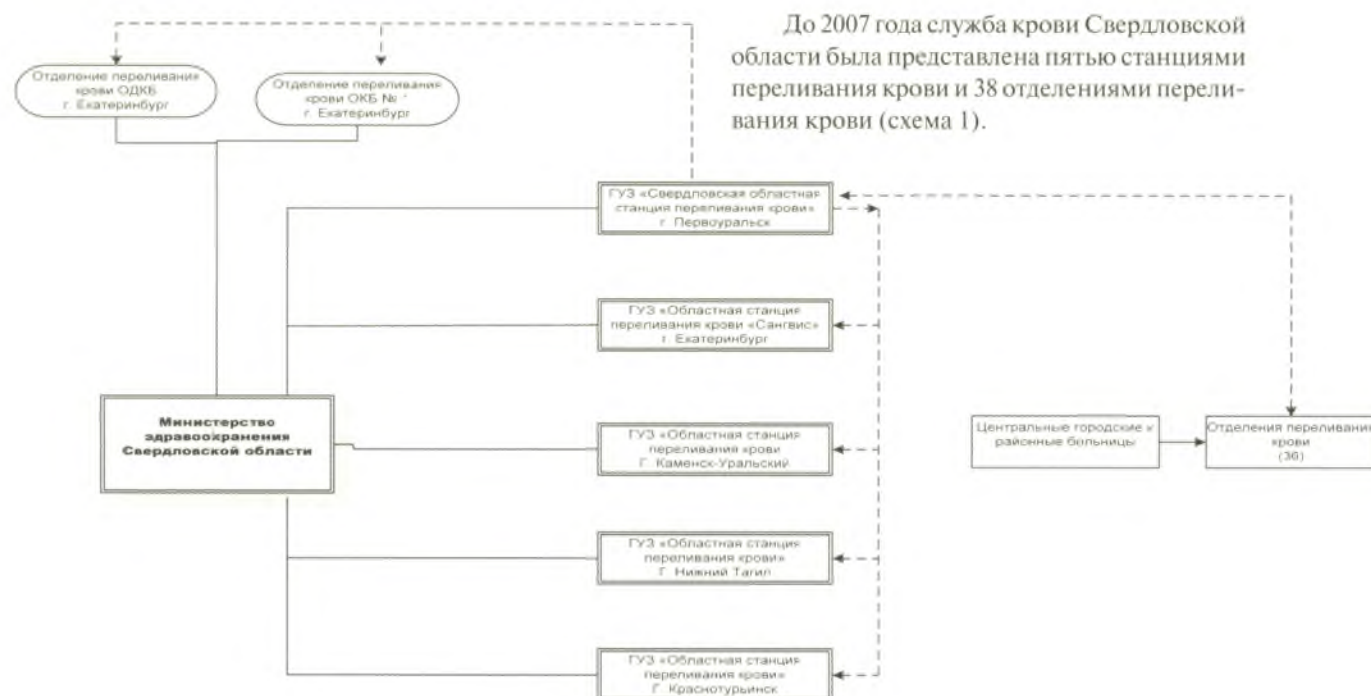 До 2007 года служба крови Свердловской
области была представлена пятью станциями
переливания крови и 38 отделениями перели-
вания крови (схема 1).
Отделение переливания
крови ОДКБ
г. Екатеринбург
Отделение переливания
крови ОКБ №
г. Екатеринбург
ГУЗ «Свердловская областная
станция переливания крови»
г. Первоуральск
ГУЗ «Областная станция
переливания крови «Сангвис»
г. Екатеринбург
Министерство
здравоохранения
Свердловской области
ГУЗ «Областная станция
переливания крови
Г. Каменск-Уральский
Центральные городские и
районные больницы
Отделения переливания
крови
(36)
ГУЗ «Областная станция
переливания крови»
Г. Нижний Тагил
ГУЗ «Областная станция
переливания крови»
Г. Краснотурьинск